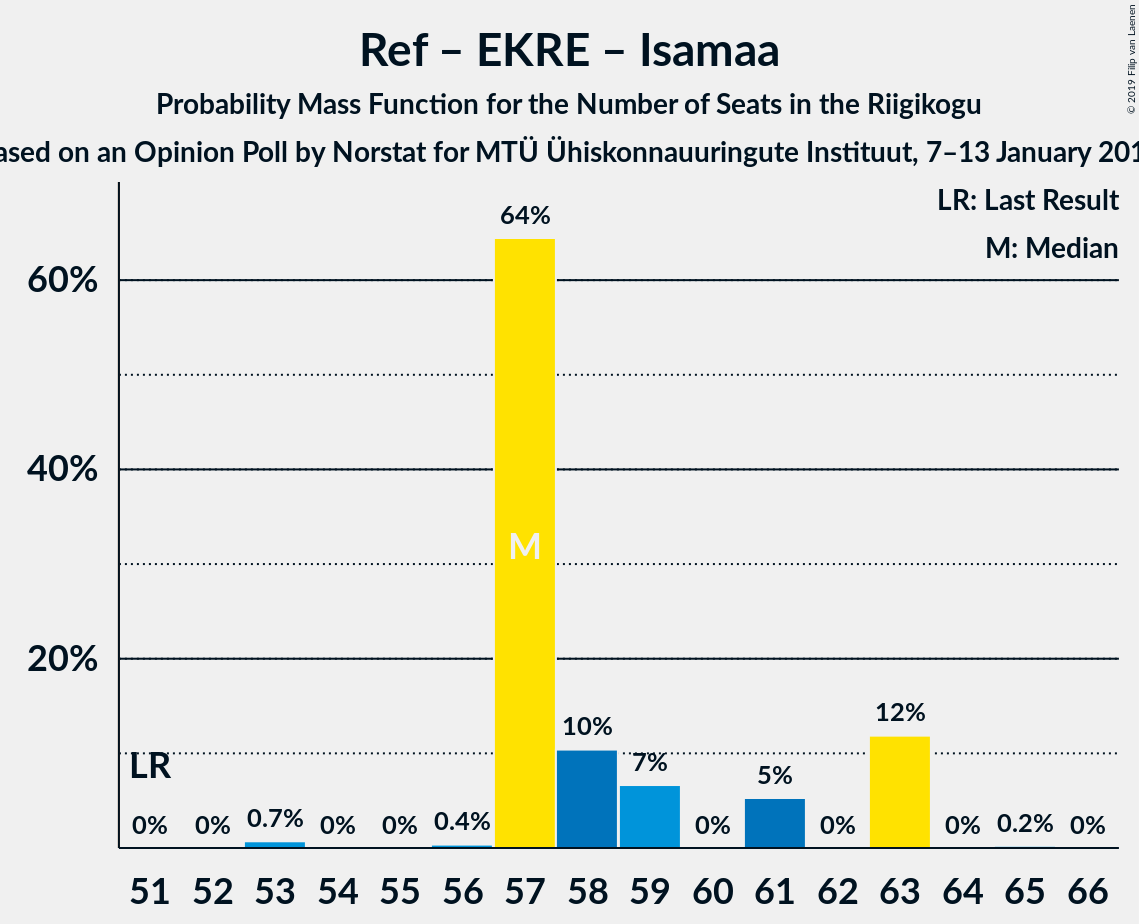 Ref – EKRE – Isamaa
Probability Mass Function for the Number of Seats in the Riigikogu
ased on an Opinion Poll by Norstat for MTÜ Ühiskonnauuringute Instituut, 7–13 January 201
© 2019 Filip van Laenen
LR: Last Result
M: Median
64%
60%
40%
M
20%
12%
10%
7%
5%
LR
0% 0% 0.7% 0% 0% 0.4% 0% 0% 0% 0.2% 0%
51 52 53 54 55 56 57 58 59 60 61 62 63 64 65 66